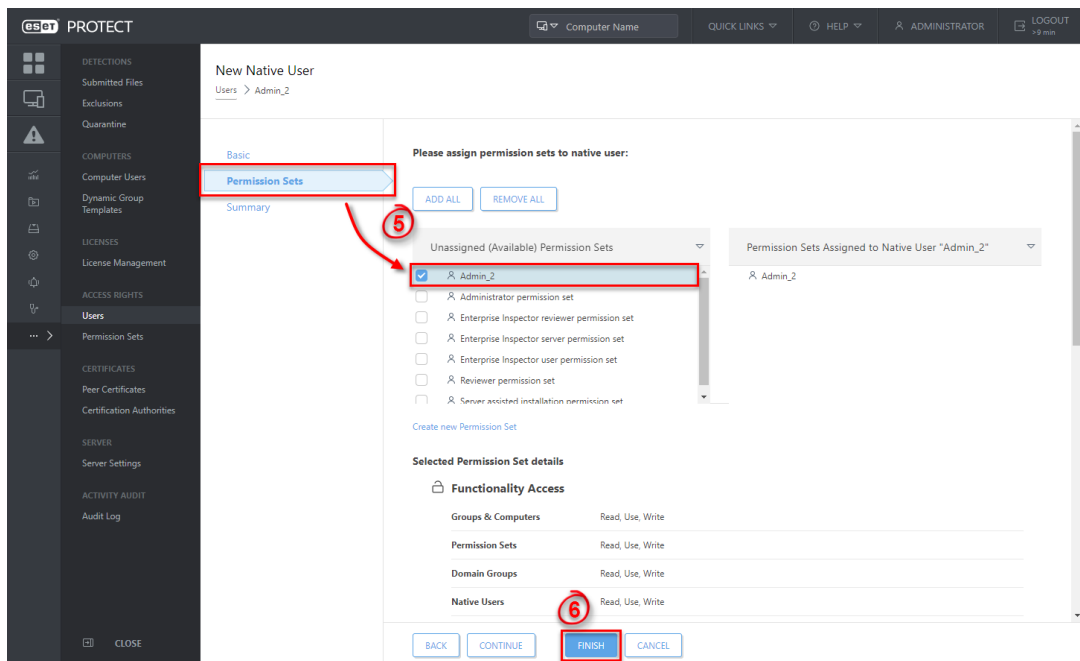 eset PROTECT
Computer Name
QUICK LINKS
HELP
ADMINISTRATOR
LOGOUT
>9 min
DETECTIONS
Submitted Files
Exclusions
Quarantine
COMPUTERS
Computer Users
Dynamic Group
Templates
LICENSES
License Management
ACCESS RIGHTS
Users
Permission Sets
CERTIFICATES
Peer Certificates
Certification Authorities
SERVER
Server Settings
ACTIVITY AUDIT
Audit Log
CLOSE
New Native User
Users > Admin_2
Basic
Permission Sets
Summary
5
Please assign permission sets to native user:
ADD ALL
REMOVE ALL
Unassigned (Available) Permission Sets
Admin_2
Administrator permission set
Enterprise Inspector reviewer permission set
Enterprise Inspector server permission set
Enterprise Inspector user permission set
Reviewer permission set
Server assisted installation permission set
Permission Sets Assigned to Native User "Admin_2"
Admin_2
Create new Permission Set
Selected Permission Set details
Functionality Access
Groups & Computers Read, Use, Write
Permission Sets Read, Use, Write
Domain Groups Read, Use, Write
Native Users Read, Use, Write
6
BACK
CONTINUE
FINISH
CANCEL